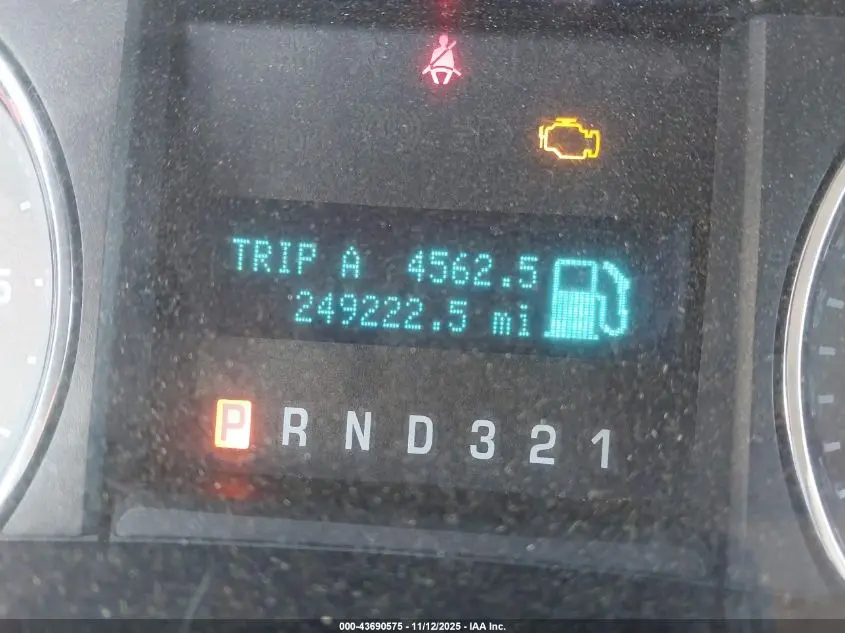 TRIP A 4562.5
249222.5 mi
P R N D 3 2 1
000-43690575 - 11/12/2025 - IAA Inc.